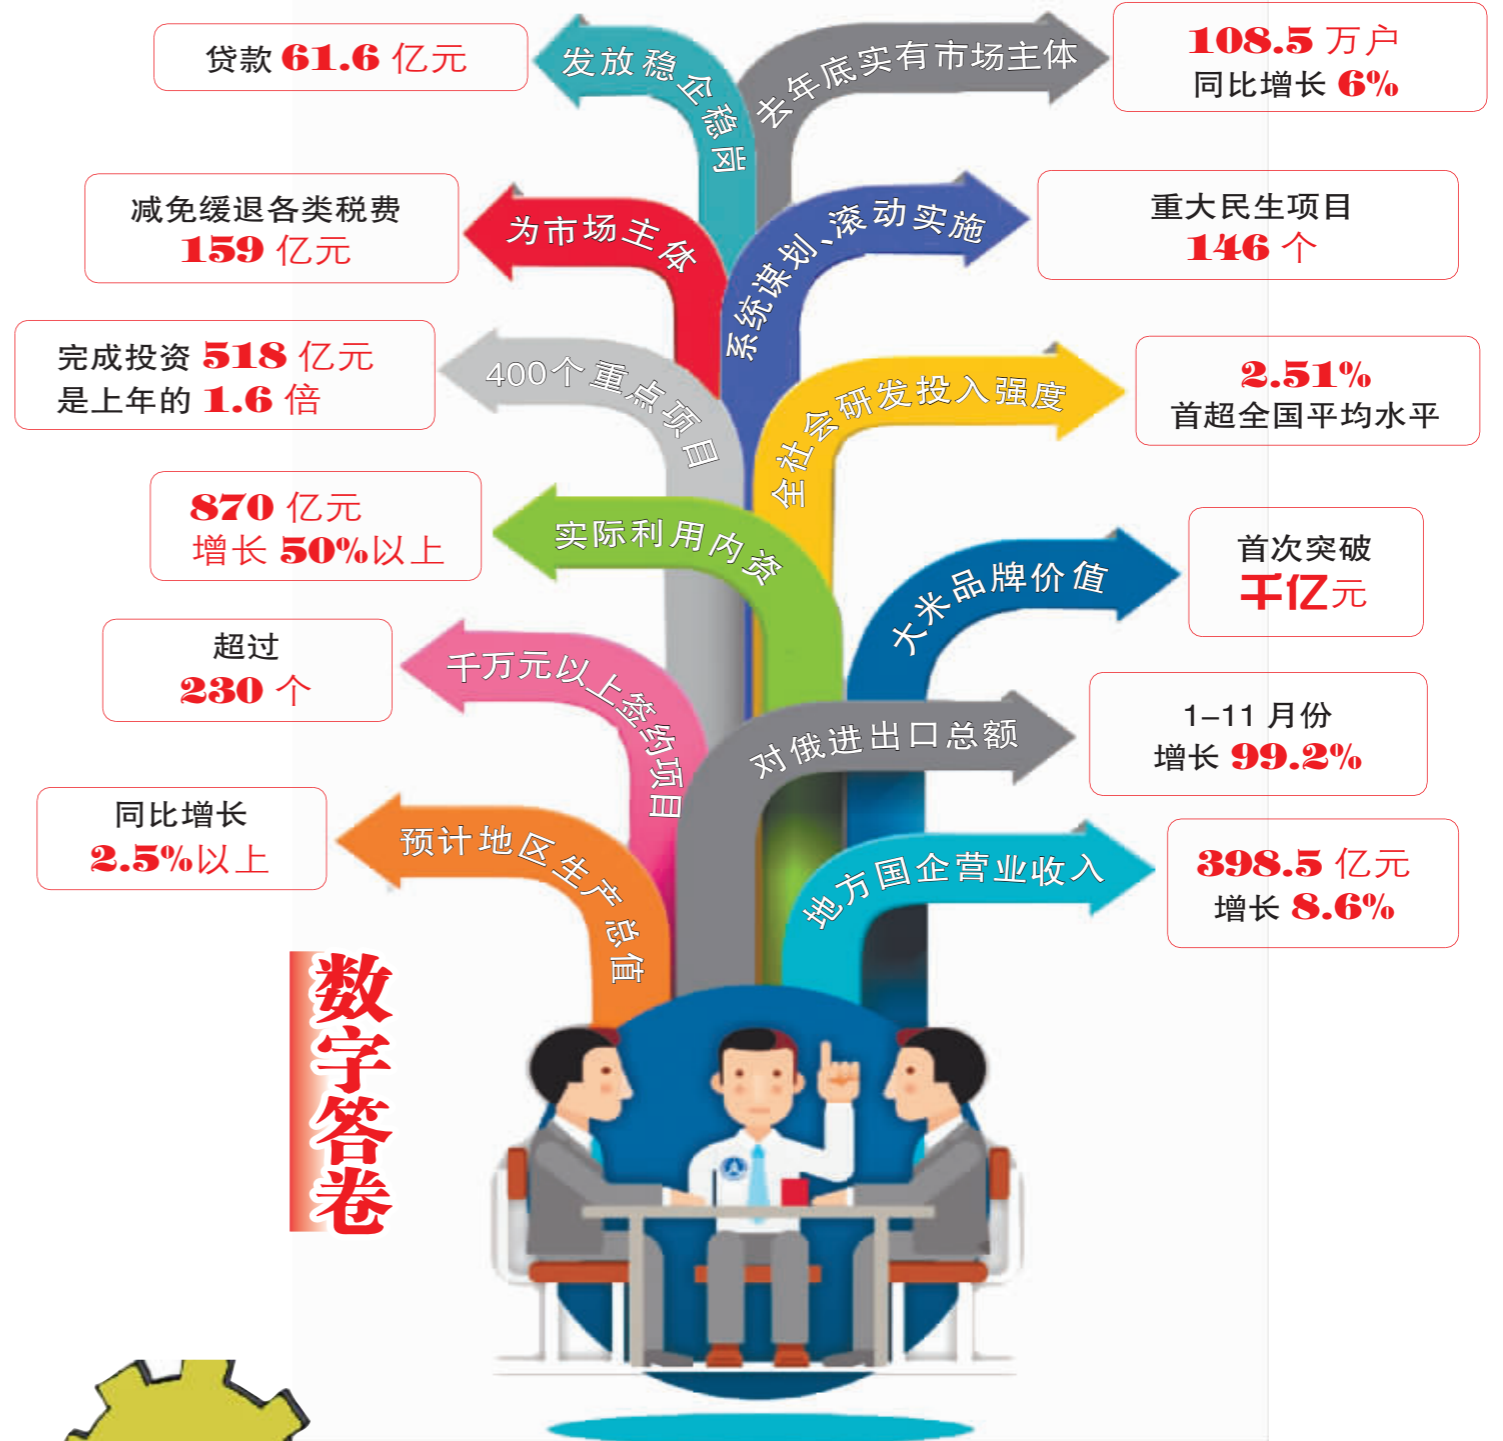 发放稳企稳岗
贷款 61.6 亿元
去年底实有市场主体
108.5 万户
同比增长 6%
为市场主体
减免缓退各类税费
159 亿元
系统谋划、滚动实施
重大民生项目
146 个
400个重点项目
完成投资 518 亿元
是上年的 1.6 倍
全社会研发投入强度
2.51%
首超全国平均水平
实际利用内资
870 亿元
增长 50%以上
大米品牌价值
首次突破
千亿元
千万元以上签约项目
超过
230 个
对俄进出口总额
1-11 月份
增长 99.2%
预计地区生产总值
同比增长
2.5%以上
地方国企营业收入
398.5 亿元
增长 8.6%
数字答卷